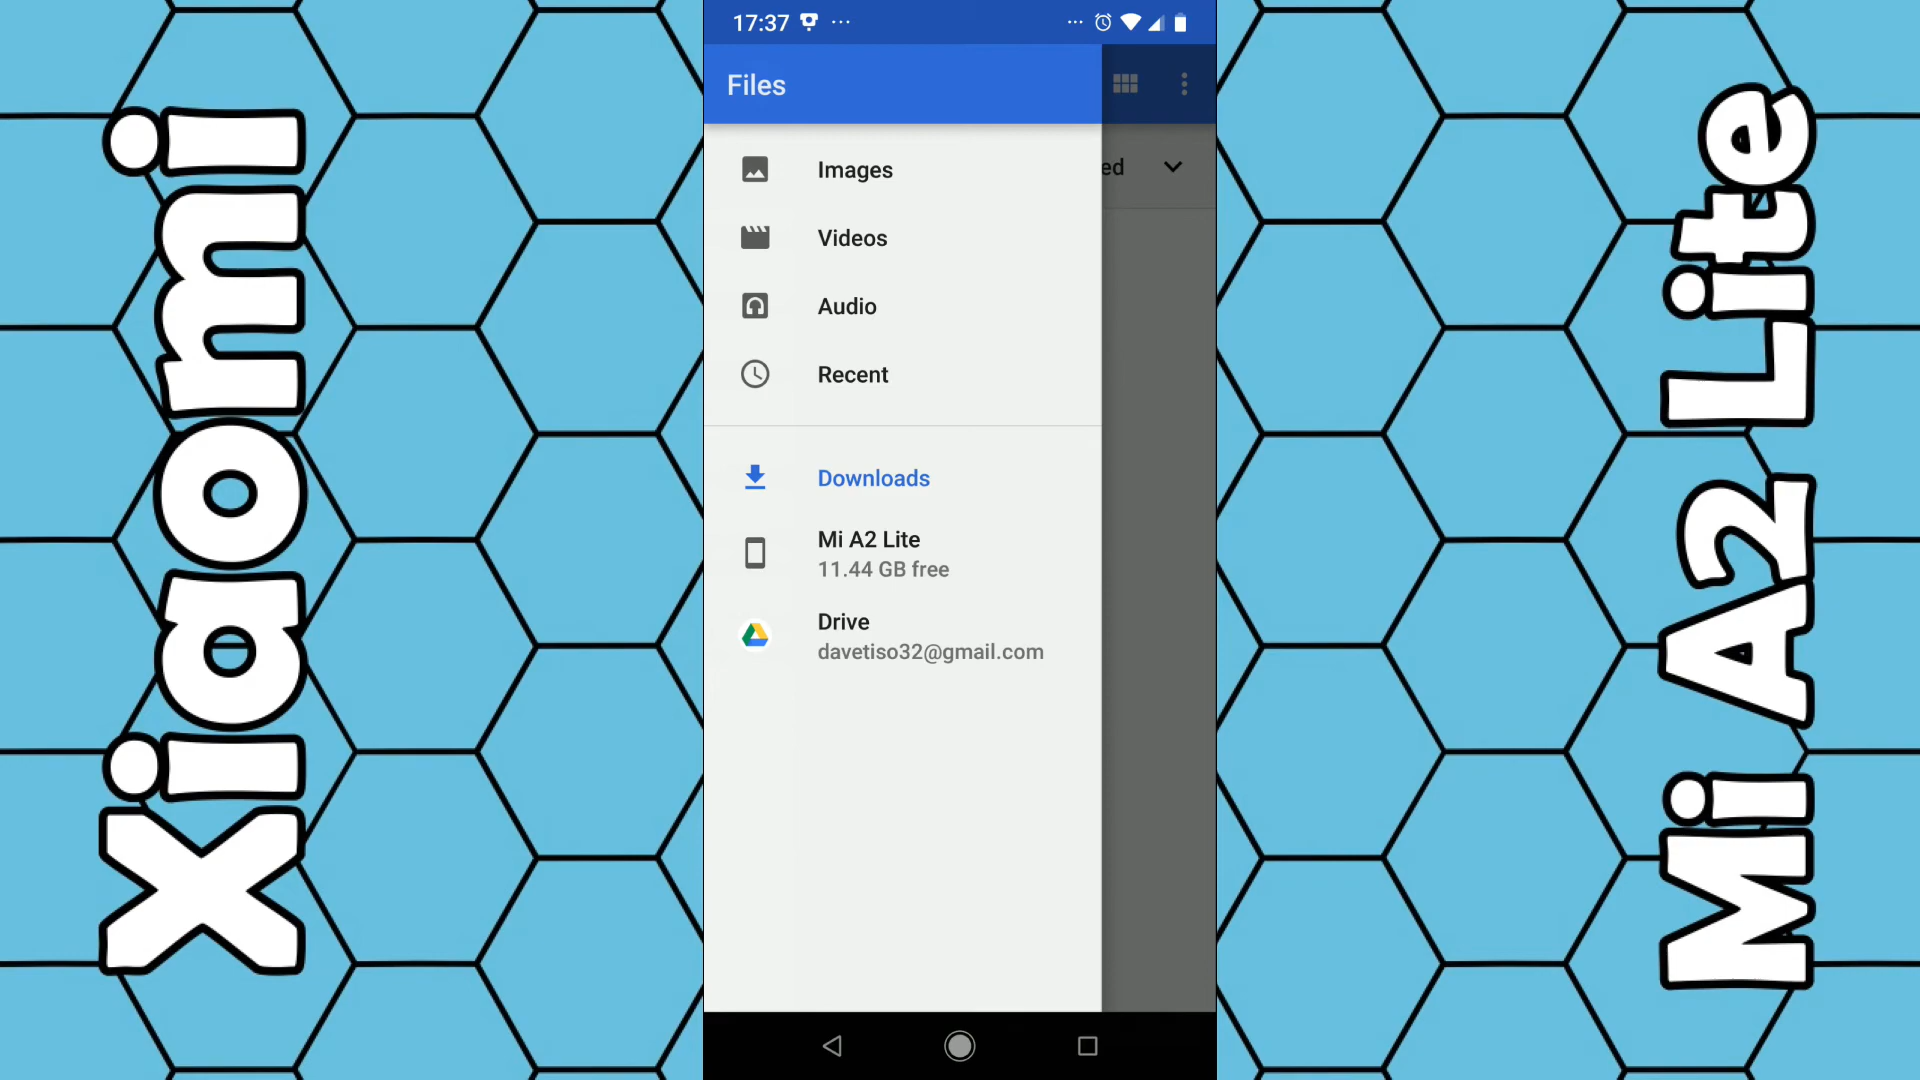 Xiaomi
17:37
Files
ed
Images
Videos
Audio
Recent
Downloads
Mi A2 Lite
11.44 GB free
Drive
davetiso32@gmail.com
Mi A2 Lite